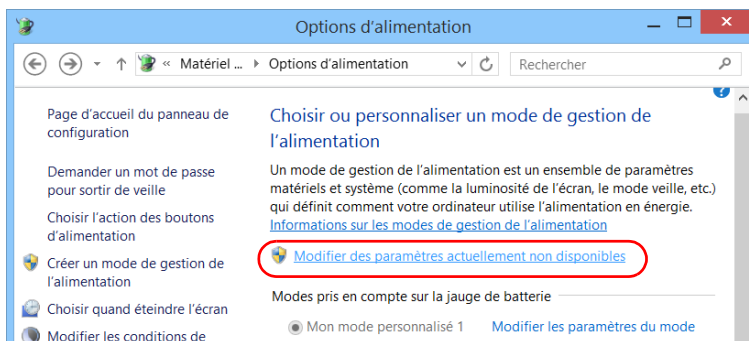 Options d'alimentation
« Matériel ... Options d'alimentation Rechercher
Page d'accueil du panneau de
configuration
Demander un mot de passe
pour sortir de veille
Choisir l'action des boutons
d'alimentation
Créer un mode de gestion de
l'alimentation
Choisir quand éteindre l'écran
Modifier les conditions de
Choisir ou personnaliser un mode de gestion de
l'alimentation
Un mode de gestion de l'alimentation est un ensemble de paramètres
matériels et système (comme la luminosité de l'écran, le mode veille, etc.)
qui définit comment votre ordinateur utilise l'alimentation en énergie.
Informations sur les modes de gestion de l'alimentation
Modifier des paramètres actuellement non disponibles
Modes pris en compte sur la jauge de batterie
Mon mode personnalisé 1 Modifier les paramètres du mode